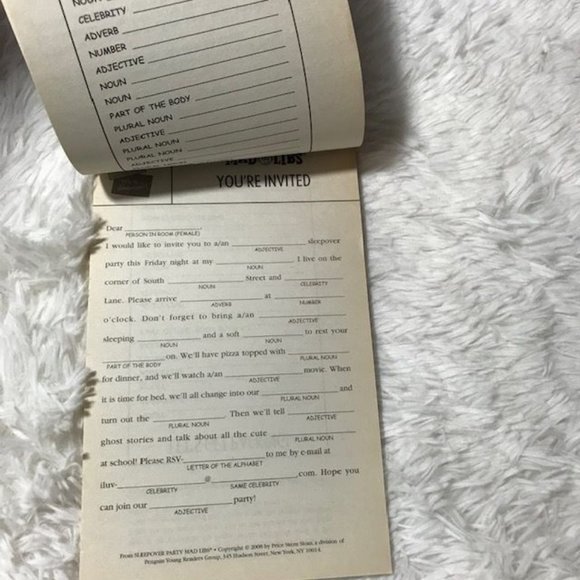 NOUN
CELEBRITY
ADVERB
NUMBER
ADJECTIVE
NOUN
NOUN
PART OF THE BODY
PLURAL NOUN
ADJECTIVE
PLURAL NOUN
ADJECTIVE
MAD LIBS
YOU'RE INVITED
Dear
PERSON IN ROOM (FEMALE)
I would like to invite you to a/an sleepover
ADJECTIVE
party this Friday night at my . I live on the
NOUN
corner of South Street and
NOUN CELEBRITY
Lane. Please arrive at
ADVERB NUMBER
o'clock. Don't forget to bring a/an
ADJECTIVE
sleeping and a soft to rest your
NOUN NOUN
on. We'll have pizza topped with
PART OF THE BODY PLURAL NOUN
for dinner, and we'll watch a/an movie. When
ADJECTIVE
it is time for bed, we'll all change into our and
PLURAL NOUN
turn out the . Then we'll tell
PLURAL NOUN ADJECTIVE
ghost stories and talk about all the cute
PLURAL NOUN
at school! Please RSV- to me by e-mail at
LETTER OF THE ALPHABET
iluv- @ .com. Hope you
CELEBRITY SAME CELEBRITY
can join our party!
ADJECTIVE
From SLEEPOVER PARTY MAD LIBS® • Copyright © 2008 by Price Stern Sloan, a division of
Penguin Young Readers Group, 345 Hudson Street, New York, NY 10014.